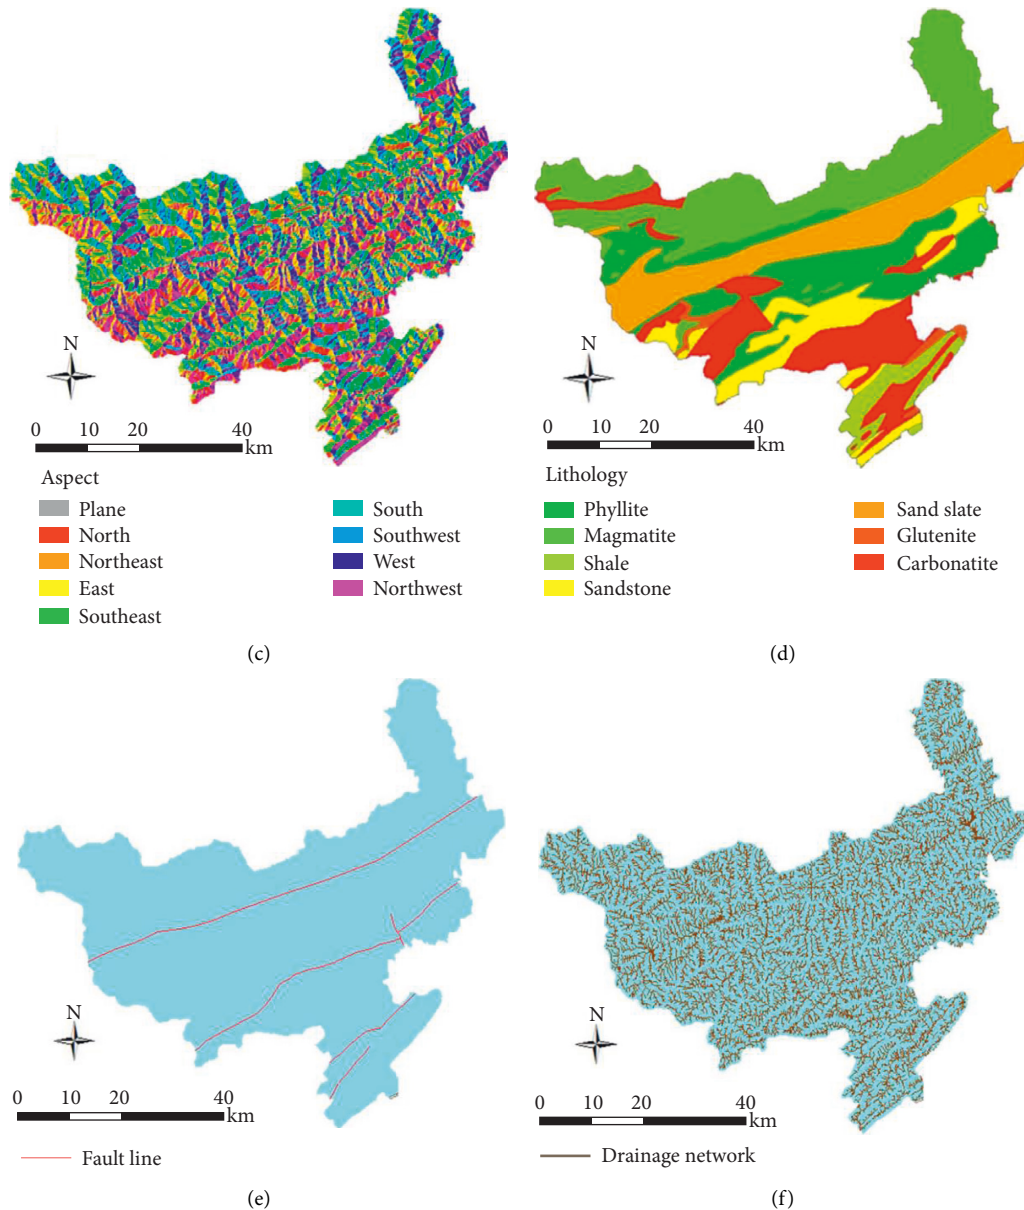 N
0 10 20 40
km
Aspect
Plane
North
Northeast
East
Southeast
South
Southwest
West
Northwest
(c)
N
0 10 20 40
km
Lithology
Phyllite
Magmatite
Shale
Sandstone
Sand slate
Glutenite
Carbonatite
(d)
N
0 10 20 40
km
Fault line
(e)
N
0 10 20 40
km
Drainage network
(f)